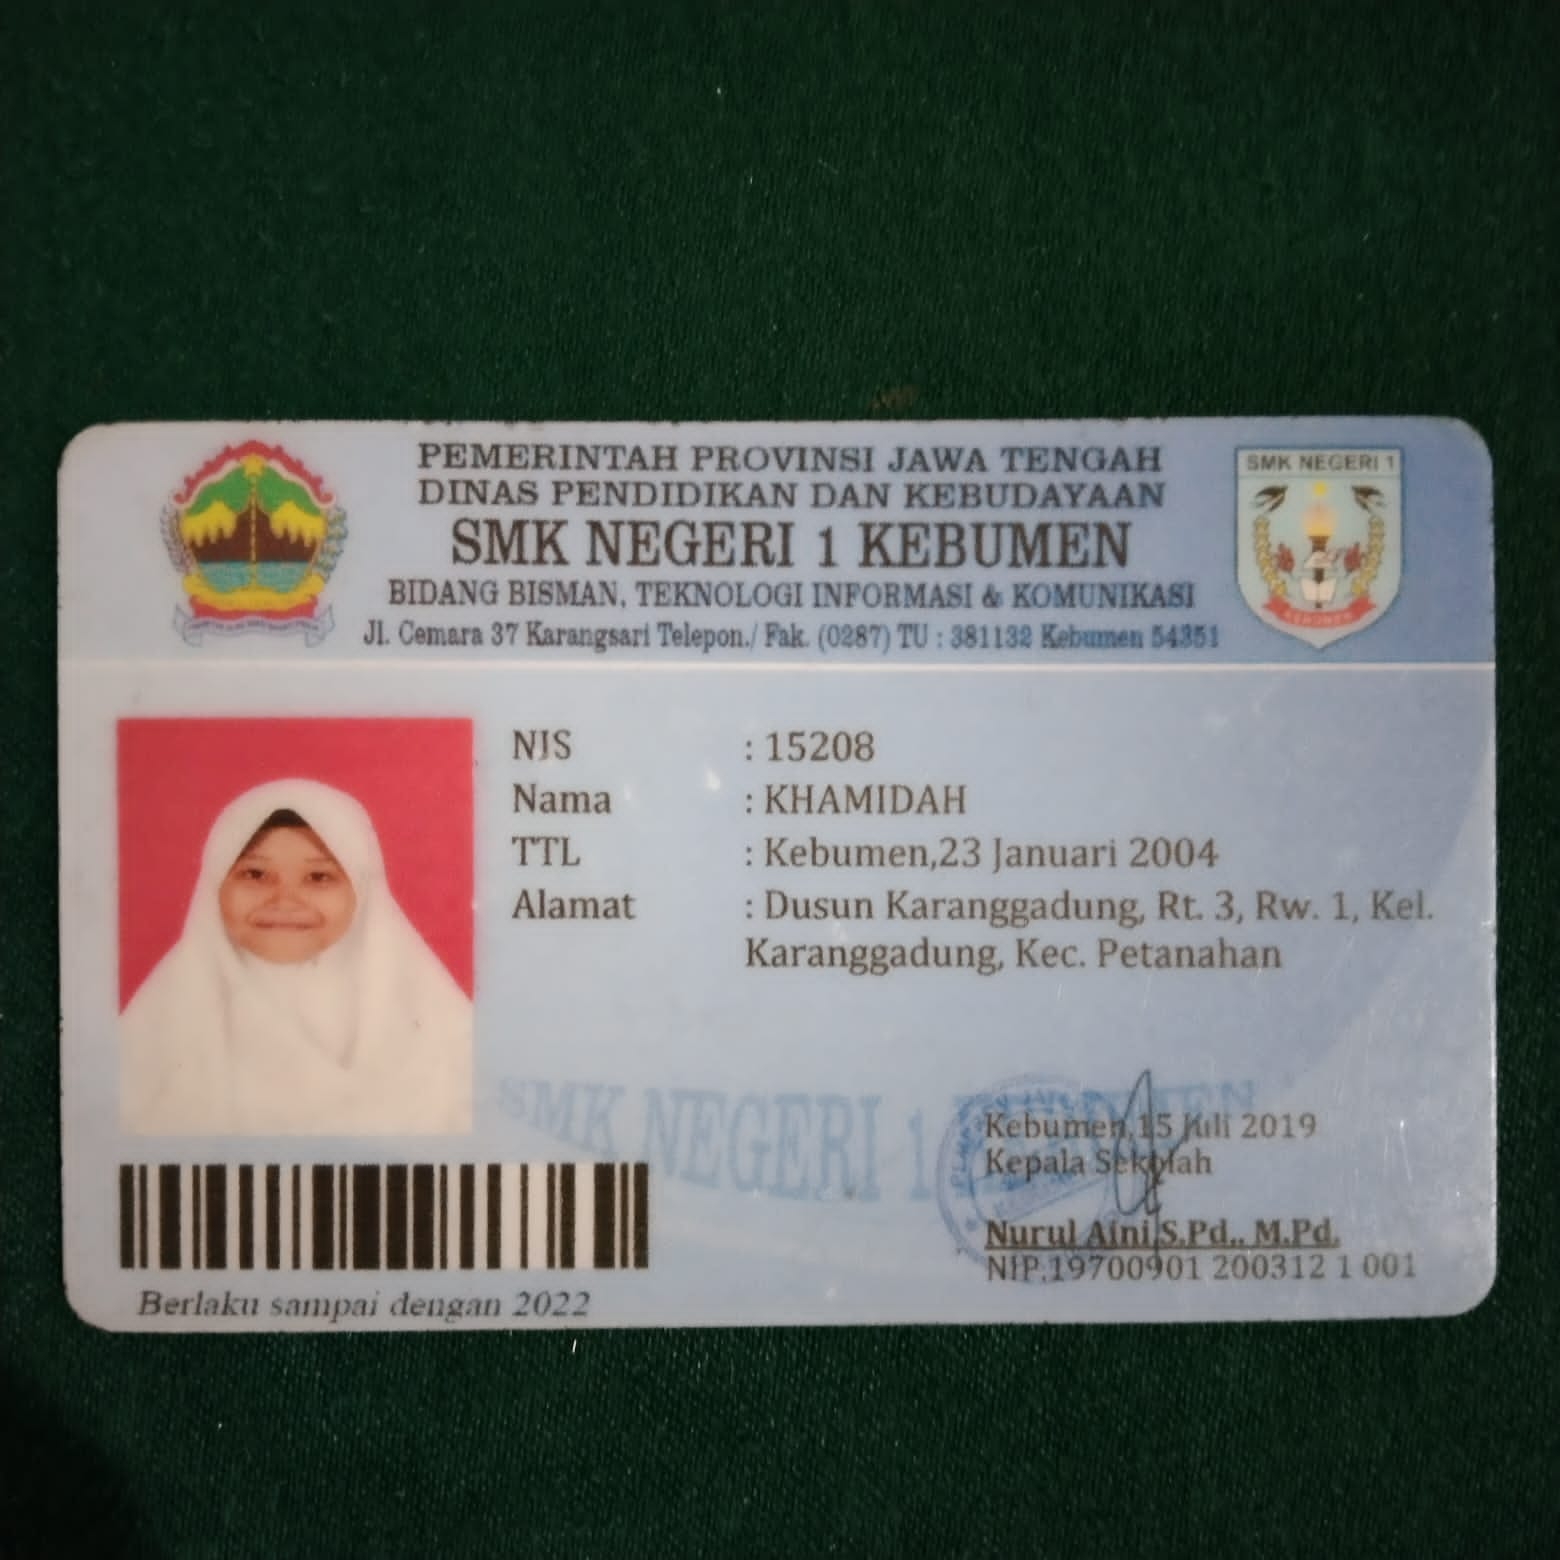 PEMERINTAH PROVINSI JAWA TENGAH
DINAS PENDIDIKAN DAN KEBUDAYAAN
SMK NEGERI 1 KEBUMEN
BIDANG BISMAN, TEKNOLOGI INFORMASI & KOMUNIKASI
Jl. Cemara 37 Karangsari Telepon./ Fak. (0287) TU : 381132 Kebumen 54351
SMK NEGERI 1
KEBUMEN
NIS : 15208
Nama : KHAMIDAH
TTL : Kebumen,23 Januari 2004
Alamat : Dusun Karanggadung, Rt. 3, Rw. 1, Kel.
Karanggadung, Kec. Petanahan
SMK NEGERI 1 KEBUMEN
Kebumen,15 Juli 2019
Kepala Sekolah
Nurul Aini,S.Pd., M.Pd.
NIP.19700901 200312 1 001
Berlaku sampai dengan 2022